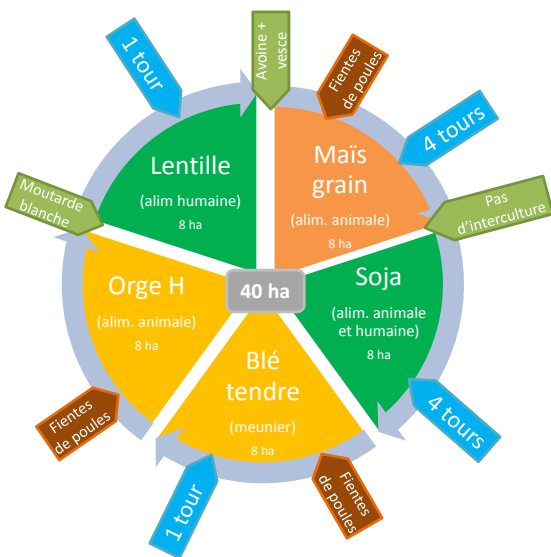 Avoine +
vesce
Fientes
de poules
1 tour
4 tours
Lentille
(alim humaine)
8 ha
Maïs
grain
(alim. animale)
8 ha
Moutarde
blanche
Pas
d’interculture
Orge H
(alim. animale)
8 ha
40 ha
Soja
(alim. animale
et humaine)
8 ha
Blé
tendre
(meunier)
8 ha
Fientes
de poules
4 tours
1 tour
Fientes
de poules